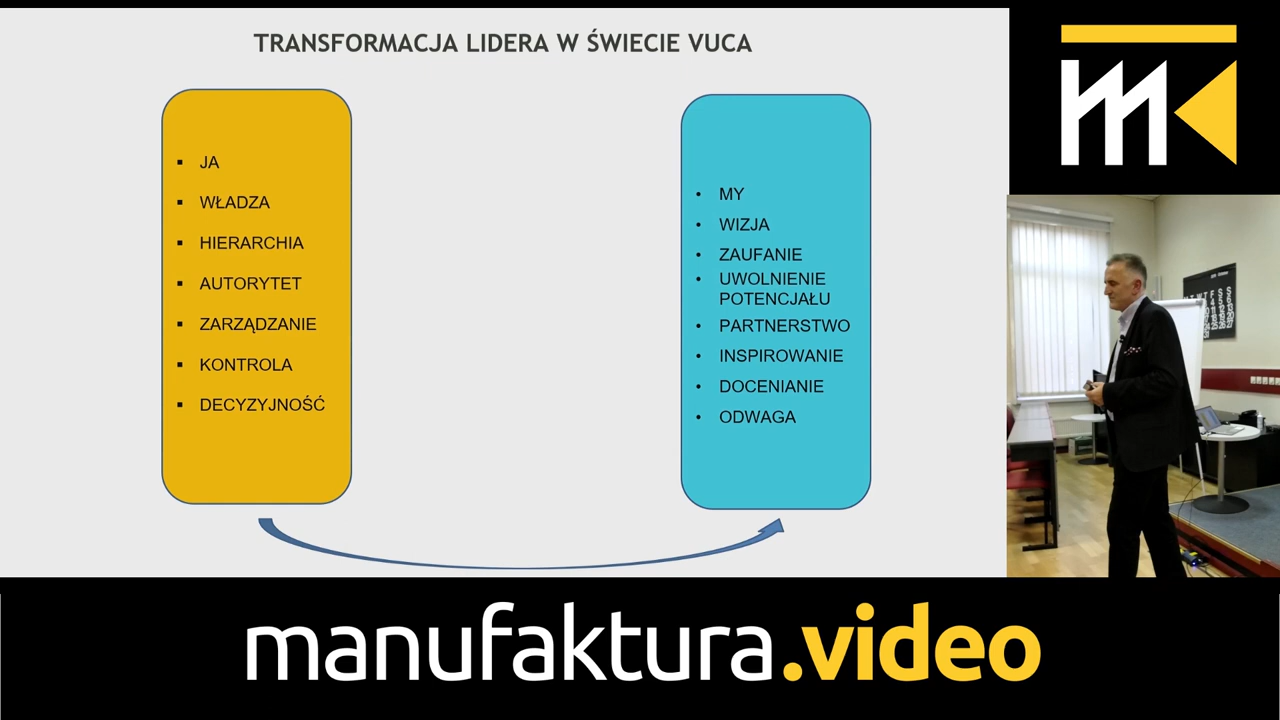 TRANSFORMACJA LIDERA W ŚWIECIE VUCA
JA
WŁADZA
HIERARCHIA
AUTORYTET
ZARZĄDZANIE
KONTROLA
DECYZYJNOŚĆ
MY
WIZJA
ZAUFANIE
UWOLNIENIE
POTENCJAŁU
PARTNERSTWO
INSPIROWANIE
DOCENIANIE
ODWAGA
manufaktura.video